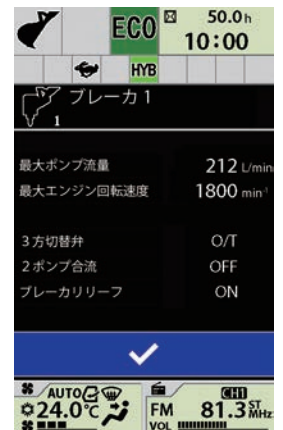 ECO 50.0h
10:00
HYB
ブレーカ 1
1
最大ポンプ流量 212 L/min
最大エンジン回転速度 1800 min⁻¹
3方切替弁 O/T
2ポンプ合流 OFF
ブレーカリリーフ ON
AUTO CH1
24.0℃ FM 81.3 ST MHz
VOL